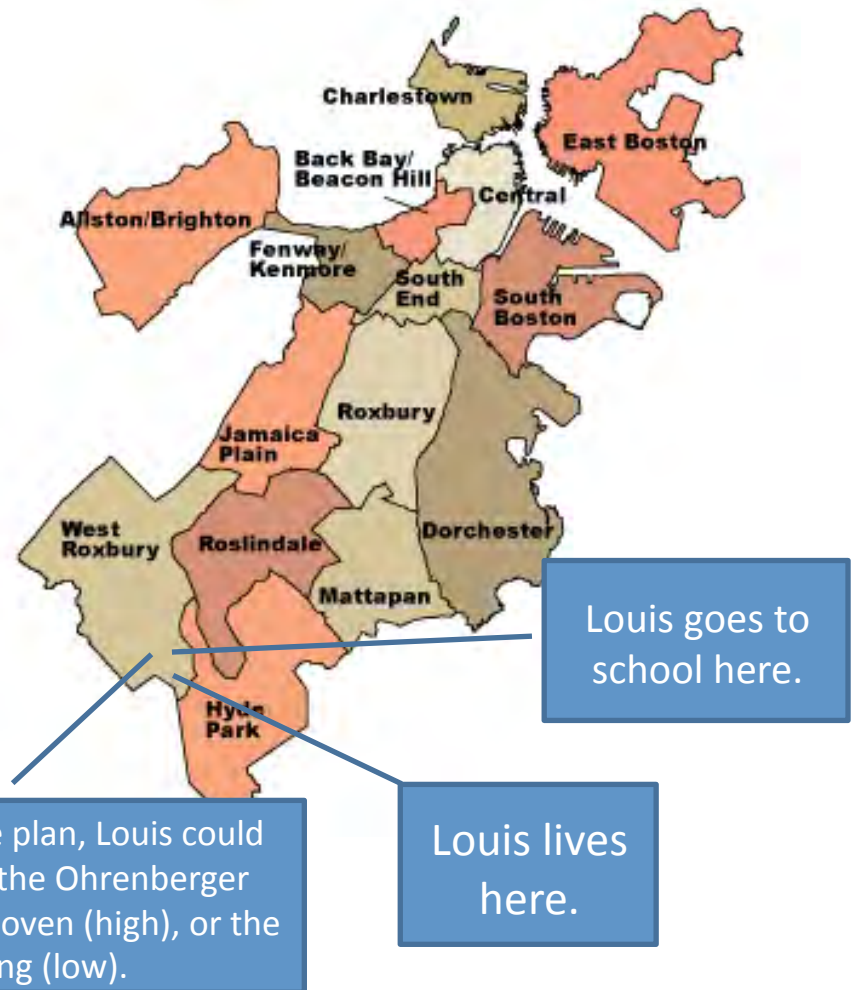 Charlestown
East Boston
Back Bay/
Beacon Hill
Central
Allston/Brighton
Fenway/
Kenmore
South
End
South
Boston
Roxbury
Jamaica
Plain
West
Roxbury
Roslindale
Dorchester
Mattapan
Hyde
Park
Louis goes to
school here.
Louis lives
here.
plan, Louis could
the Ohrenberger
(high), or the
(low).